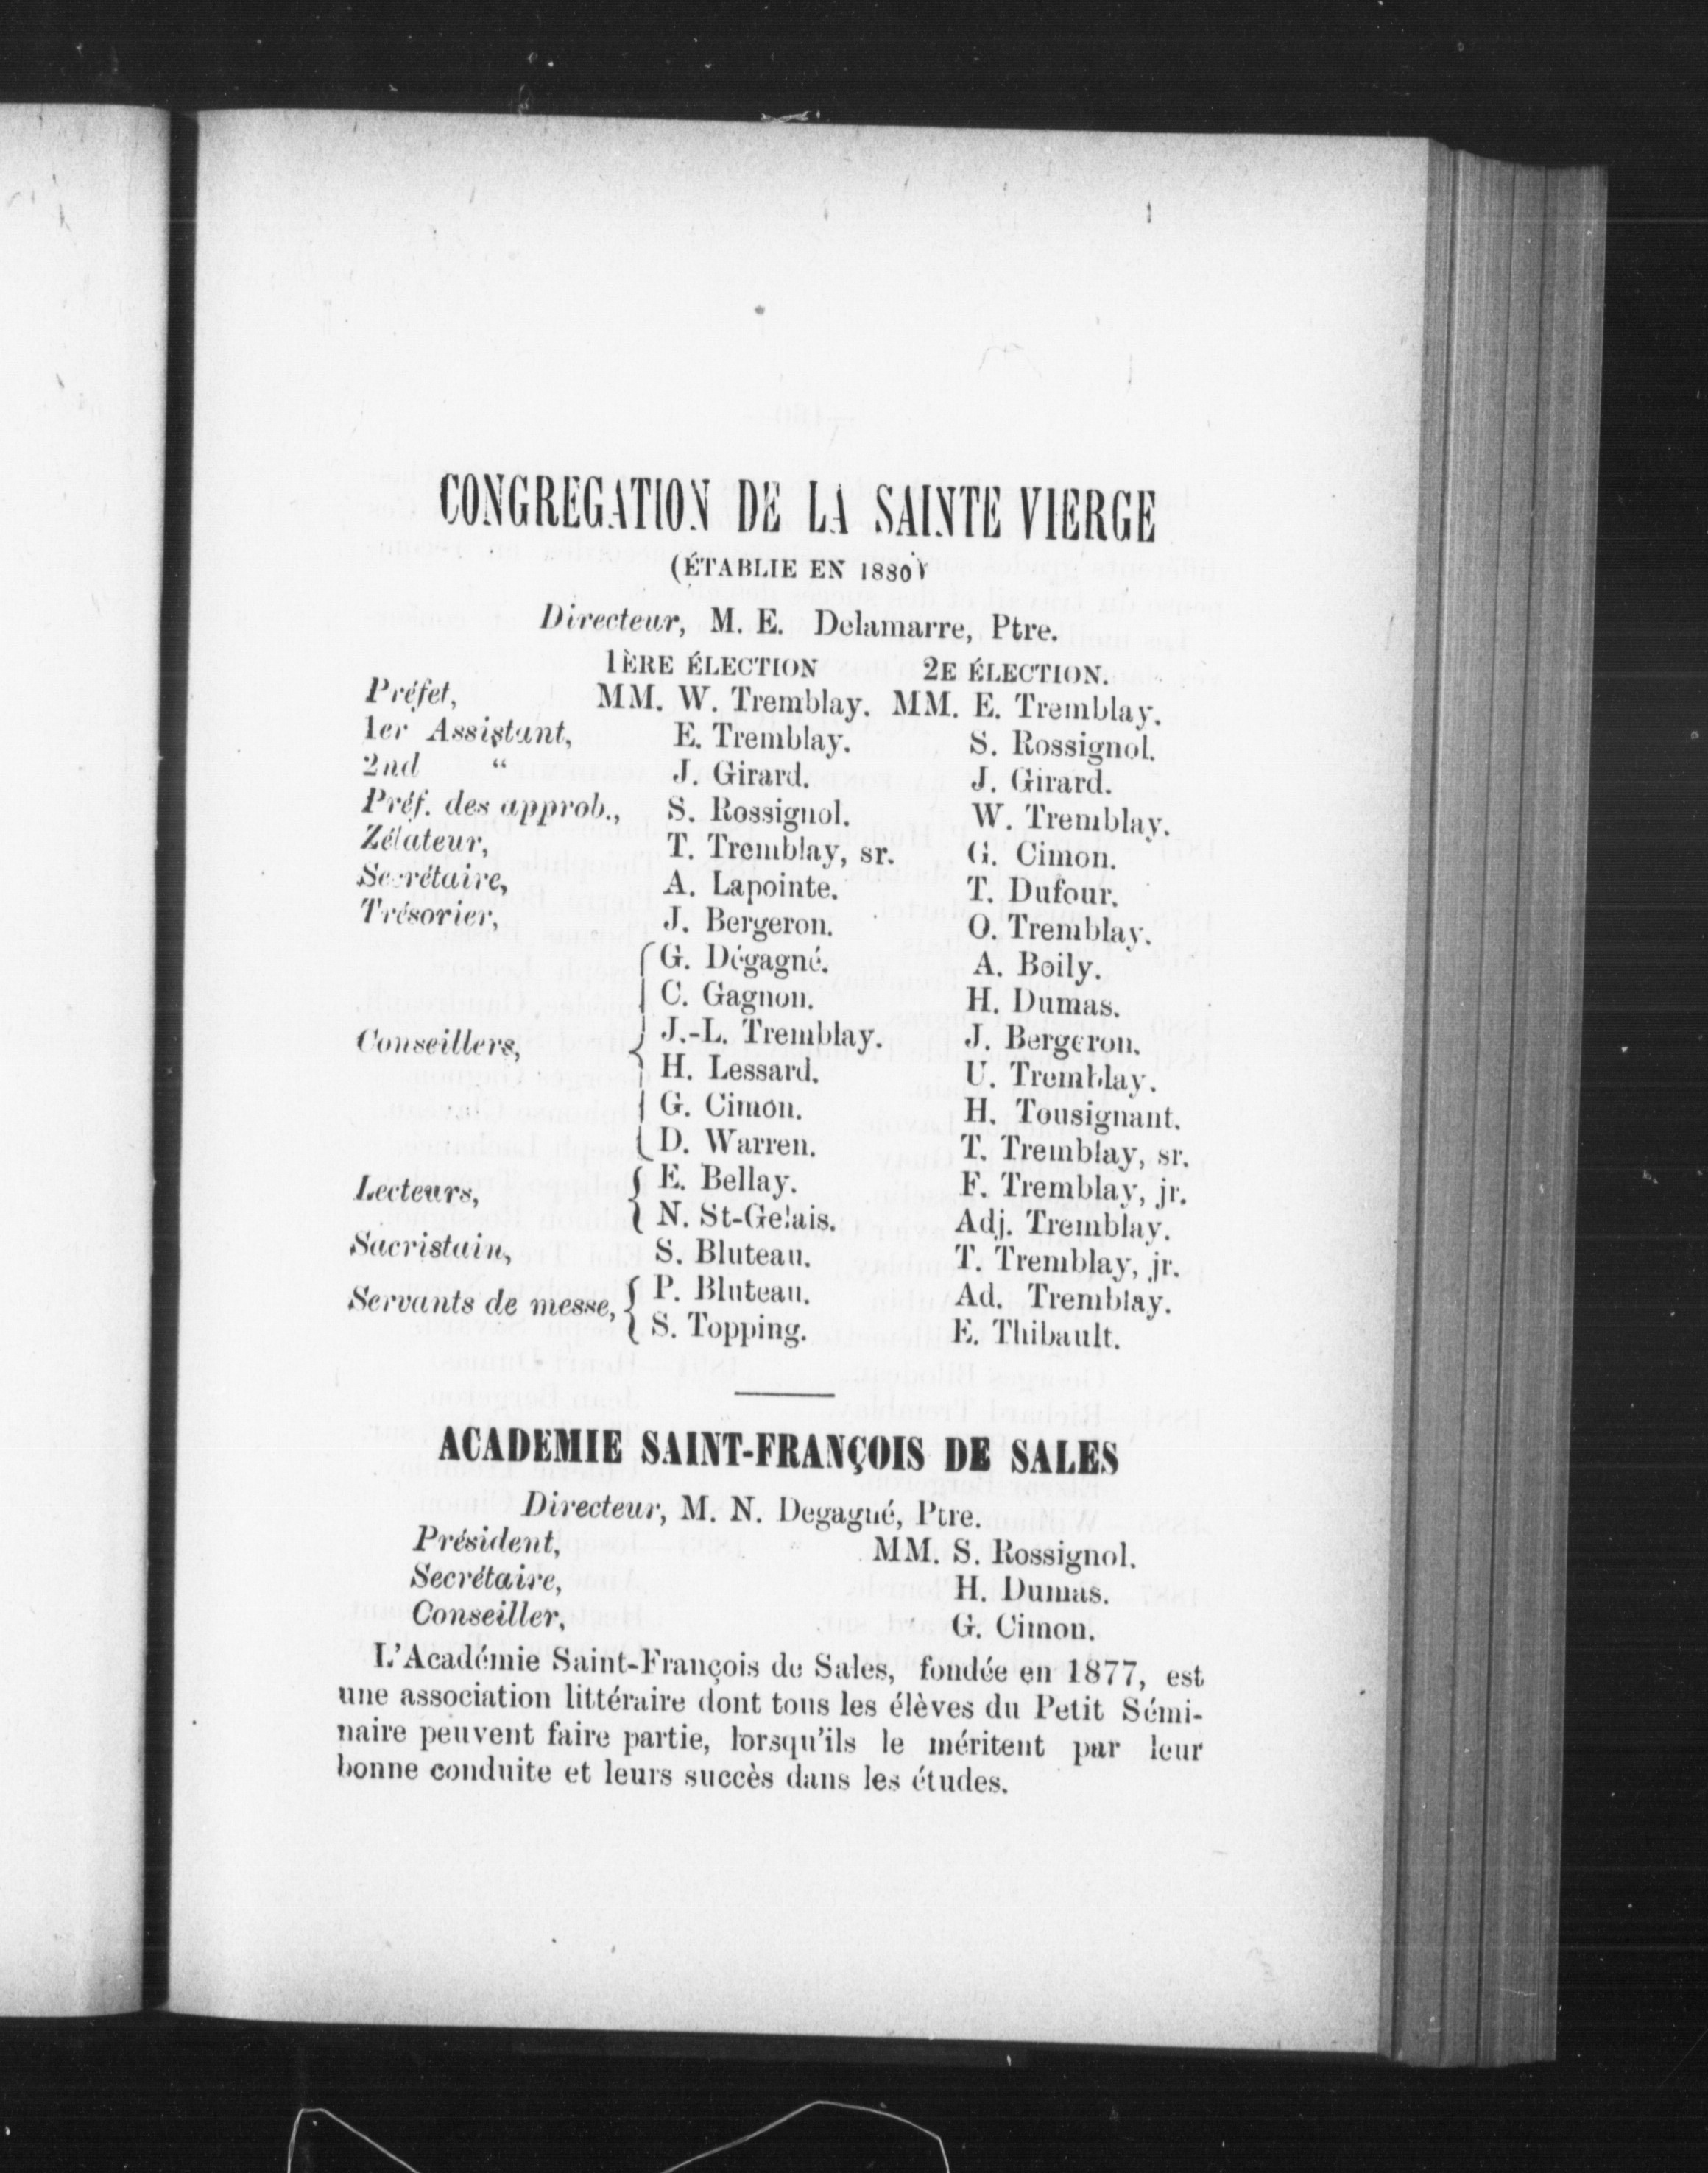 CONGREGATION DE LA SAINTE VIERGE
(ÉTABLIE EN 1880)
Directeur, M. E. Delamarre, Ptre.
1ÈRE ÉLECTION 2E ÉLECTION.
Préfet, MM. W. Tremblay. MM. E. Tremblay.
1er Assistant, E. Tremblay. S. Rossignol.
2nd “ J. Girard. J. Girard.
Préf. des approb., S. Rossignol. W. Tremblay.
Zélateur, T. Tremblay, sr. G. Cimon.
Secrétaire, A. Lapointe. T. Dufour.
Trésorier, J. Bergeron. O. Tremblay.
G. Dégagné. A. Boily.
C. Gagnon. H. Dumas.
Conseillers, J.-L. Tremblay. J. Bergeron.
H. Lessard. U. Tremblay.
G. Cimon. H. Tousignant.
D. Warren. T. Tremblay, sr.
Lecteurs, E. Bellay. F. Tremblay, jr.
N. St-Gelais. Adj. Tremblay.
Sacristain, S. Bluteau. T. Tremblay, jr.
Servants de messe, P. Bluteau. Ad. Tremblay.
S. Topping. E. Thibault.
ACADEMIE SAINT-FRANÇOIS DE SALES
Directeur, M. N. Degagné, Ptre.
Président, MM. S. Rossignol.
Secrétaire, H. Dumas.
Conseiller, G. Cimon.
L'Académie Saint-François de Sales, fondée en 1877, est
une association littéraire dont tous les élèves du Petit Sémi-
naire peuvent faire partie, lorsqu'ils le méritent par leur
bonne conduite et leurs succès dans les études.